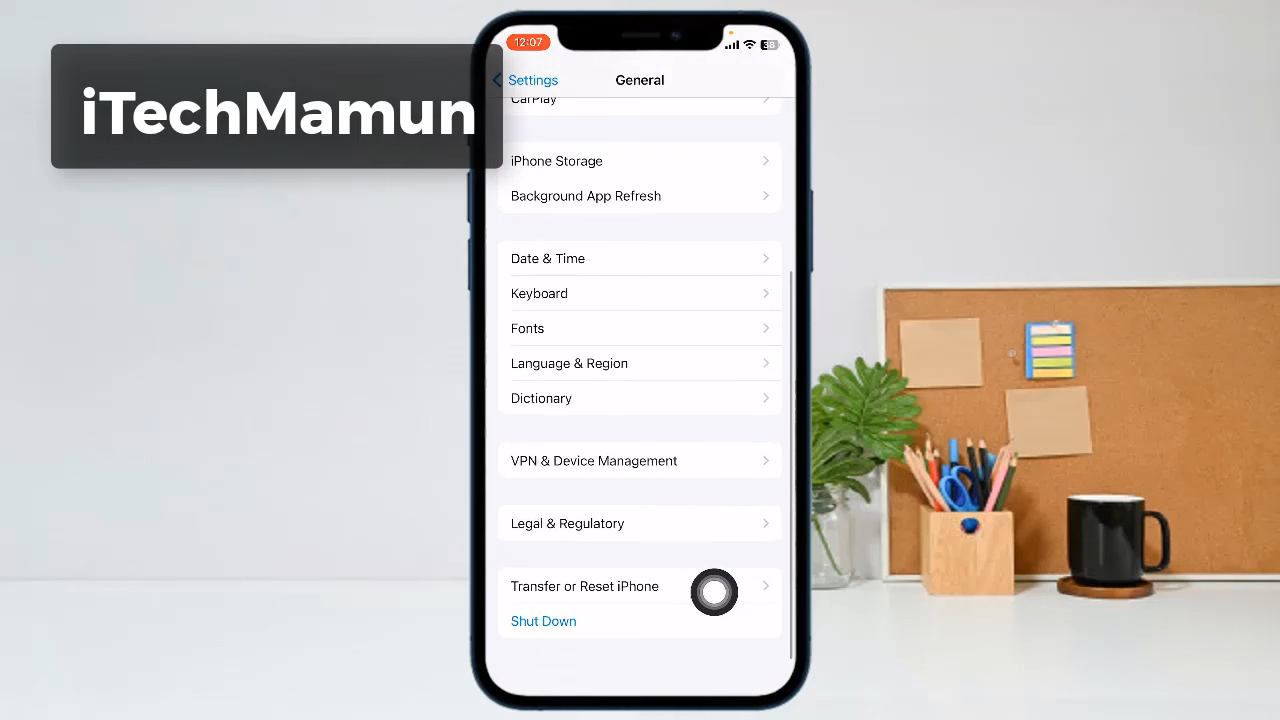 iTechMamun
12:07
38
Settings
General
CarPlay
iPhone Storage
Background App Refresh
Date & Time
Keyboard
Fonts
Language & Region
Dictionary
VPN & Device Management
Legal & Regulatory
Transfer or Reset iPhone
Shut Down